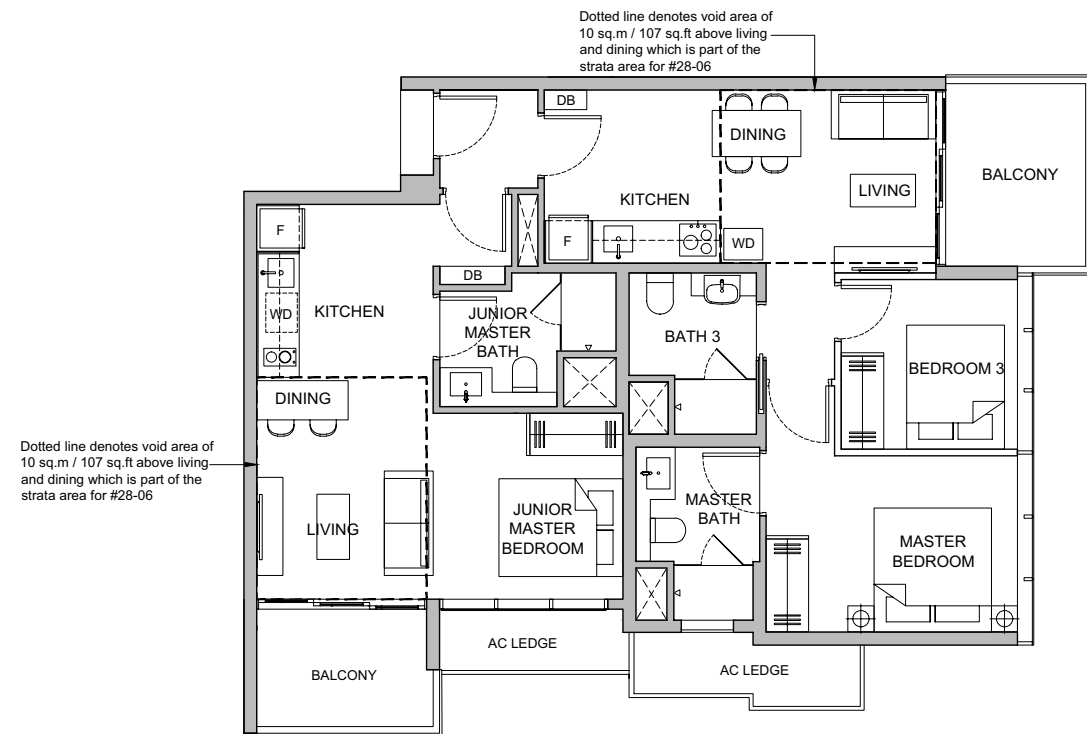 Dotted line denotes void area of
10 sq.m / 107 sq.ft above living
and dining which is part of the
strata area for #28-06
DB
DINING
BALCONY
LIVING
KITCHEN
F
WD
F
DB
KITCHEN
WD
JUNIOR
MASTER
BATH
BATH 3
BEDROOM 3
DINING
Dotted line denotes void area of
10 sq.m / 107 sq.ft above living
and dining which is part of the
strata area for #28-06
LIVING
JUNIOR
MASTER
BEDROOM
MASTER
BATH
MASTER
BEDROOM
AC LEDGE
AC LEDGE
BALCONY